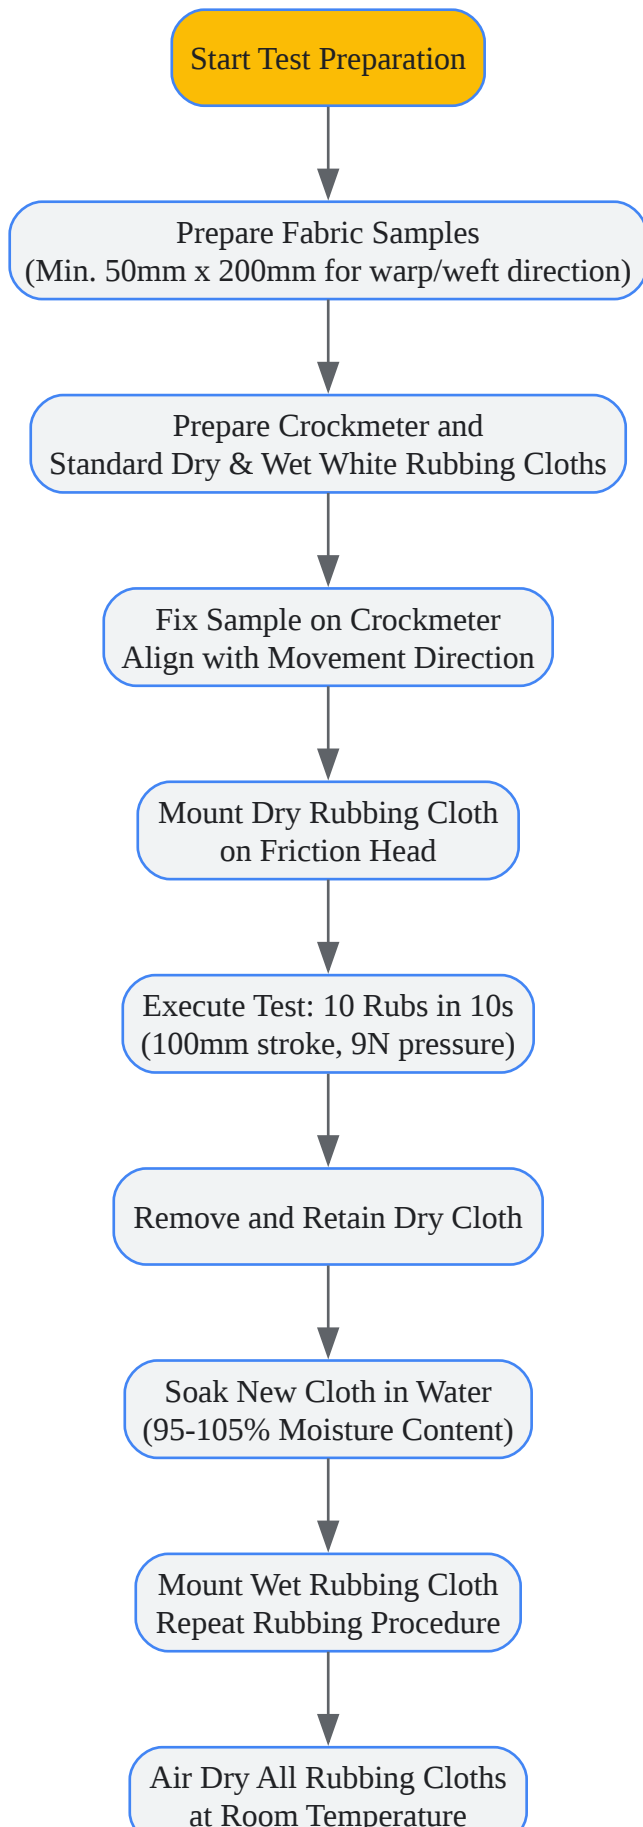 Start Test Preparation
Prepare Fabric Samples
(Min. 50mm x 200mm for warp/weft direction)
Prepare Crockmeter and
Standard Dry & Wet White Rubbing Cloths
Fix Sample on Crockmeter
Align with Movement Direction
Mount Dry Rubbing Cloth
on Friction Head
Execute Test: 10 Rubs in 10s
(100mm stroke, 9N pressure)
Remove and Retain Dry Cloth
Soak New Cloth in Water
(95-105% Moisture Content)
Mount Wet Rubbing Cloth
Repeat Rubbing Procedure
Air Dry All Rubbing Cloths
at Room Temperature